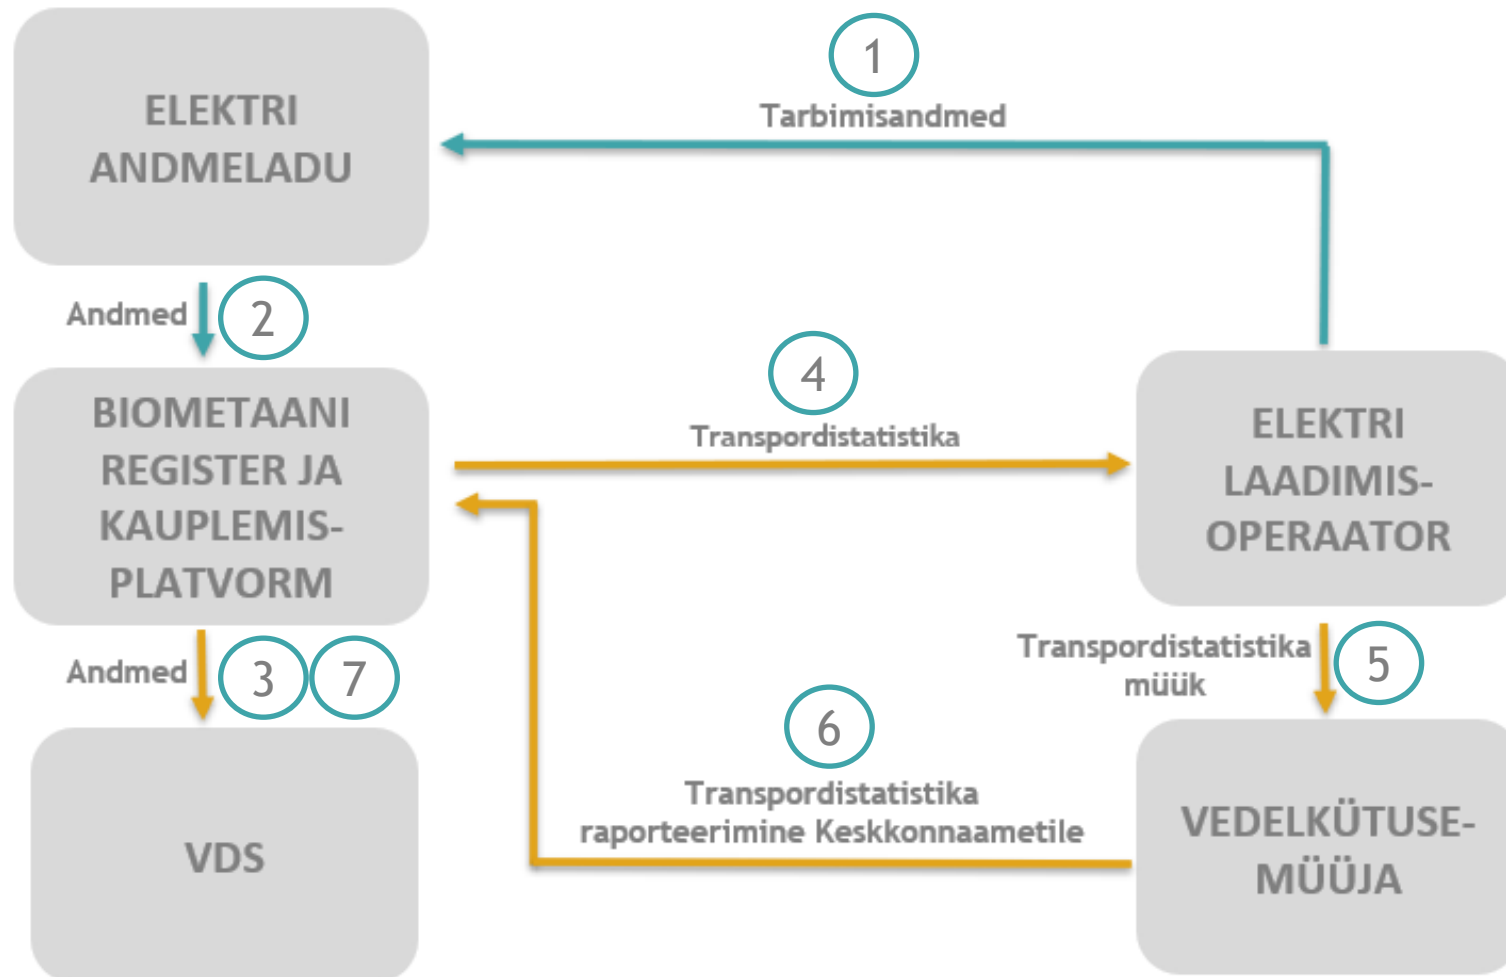 1
Tarbimisandmed
ELEKTRI
ANDMELADU
Andmed
2
BIOMETAANI
REGISTER JA
KAUPLEMIS-
PLATVORM
4
Transpordistatistika
ELEKTRI
LAADIMIS-
OPERAATOR
Andmed
3
7
Transpordistatistika
müük
5
6
Transpordistatistika
raporteerimine Keskkonnaametile
VDS
VEDELKÜTUSE-
MÜÜJA